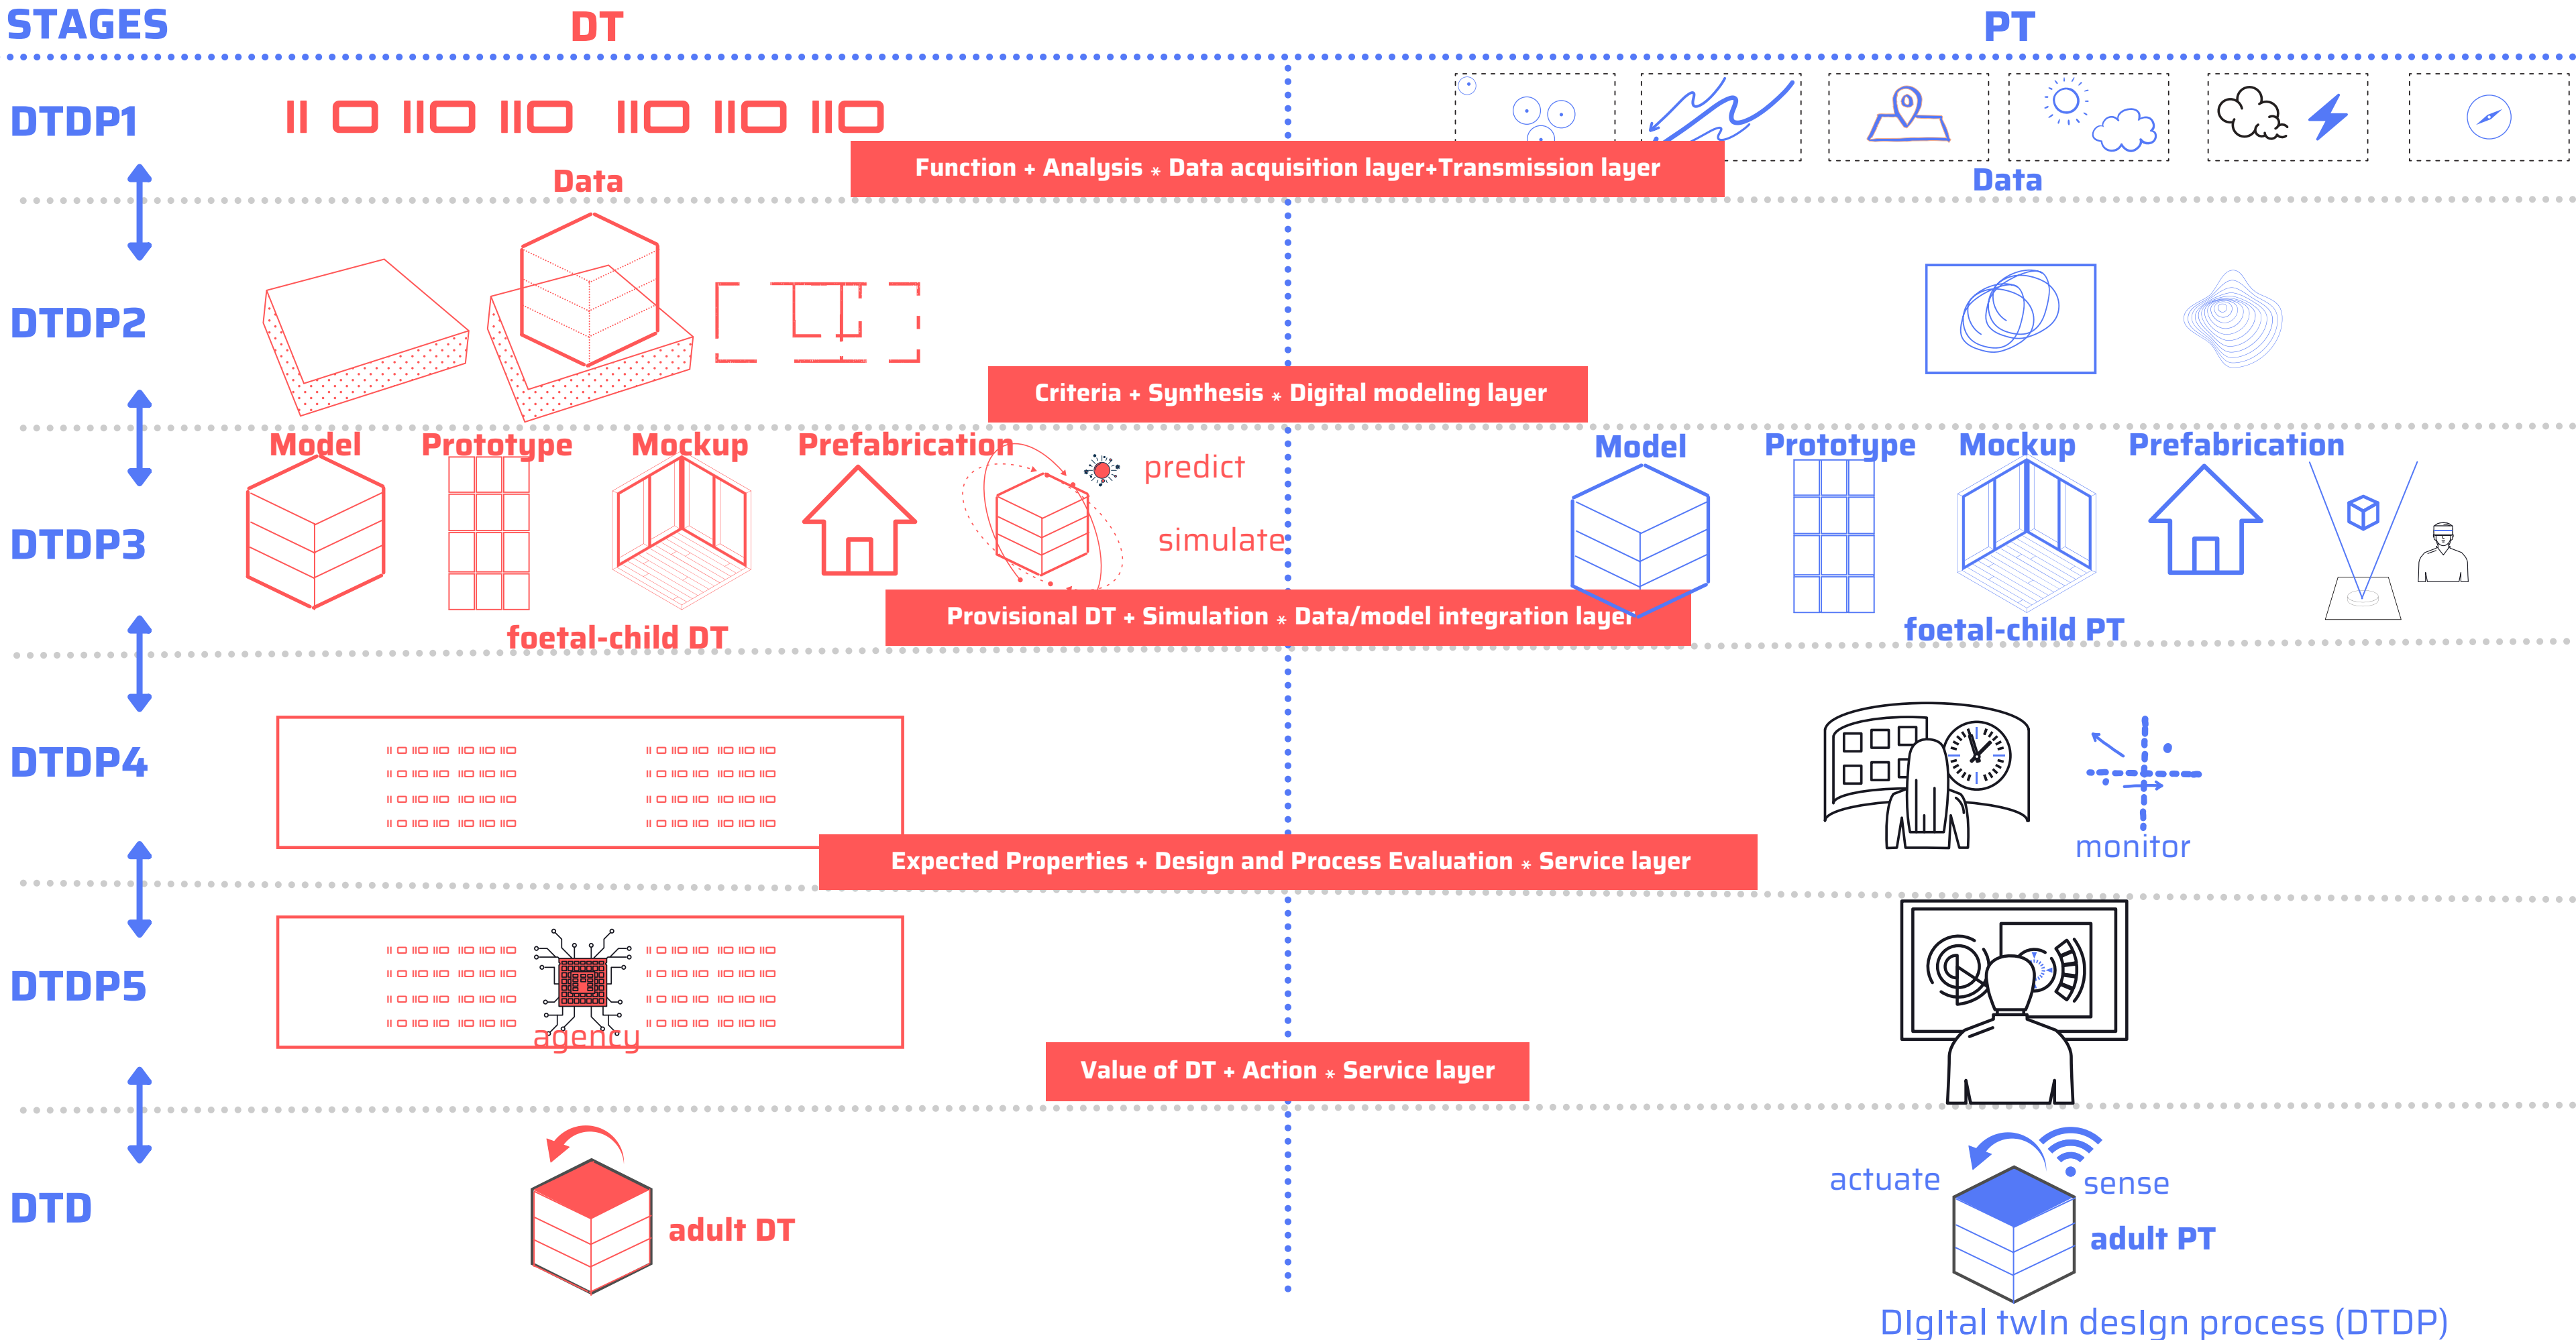 STAGES
DT
PT
DTDP1
Data
Function + Analysis * Data acquisition layer+Transmission layer
Data
DTDP2
Criteria + Synthesis * Digital modeling layer
DTDP3
Model
Prototype
Mockup
Prefabrication
predict
simulate
Model
Prototype
Mockup
Prefabrication
foetal-child DT
Provisional DT + Simulation * Data/model integration layer
foetal-child PT
DTDP4
monitor
Expected Properties + Design and Process Evaluation * Service layer
DTDP5
agency
Value of DT + Action * Service layer
DTD
adult DT
actuate
sense
adult PT
DIgItal twIn desIgn process (DTDP)